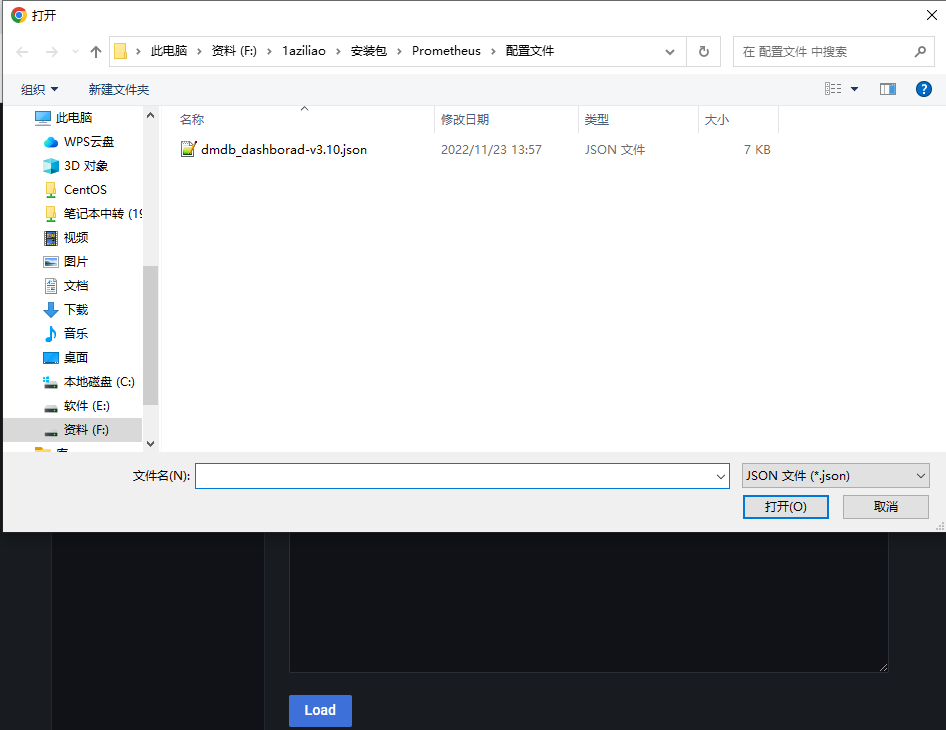 打开
此电脑 › 资料 (F:) › 1aziliao › 安装包 › Prometheus › 配置文件
在 配置文件 中搜索
组织 新建文件夹
此电脑
WPS云盘
3D 对象
CentOS
笔记本中转 (19
视频
图片
文档
下载
音乐
桌面
本地磁盘 (C:)
软件 (E:)
资料 (F:)
名称 修改日期 类型 大小
dmdb_dashborad-v3.10.json 2022/11/23 13:57 JSON 文件 7 KB
文件名(N): JSON 文件 (*.json)
打开(O) 取消
Load